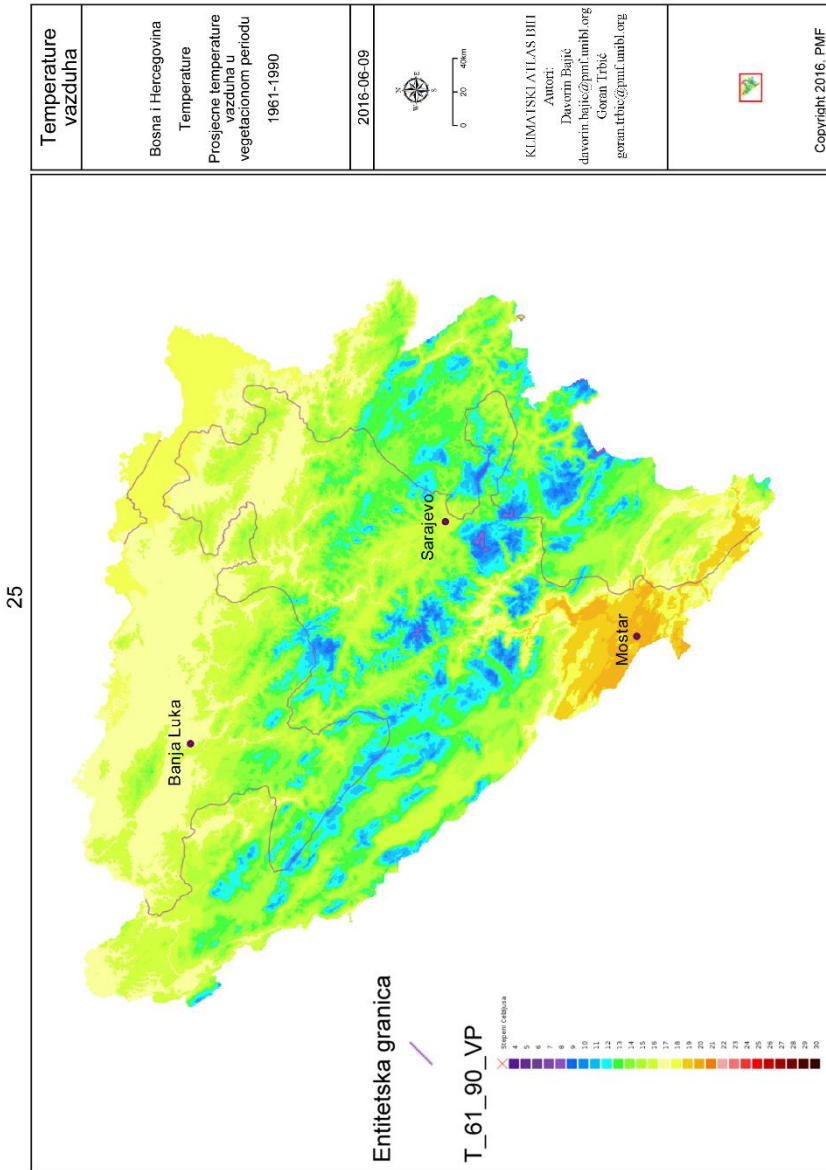 25
Temperature
vazduha
Bosna i Hercegovina
Temperature
Prosjecne temperature
vazduha u
vegetacionom periodu
1961-1990
2016-06-09
N
W
E
S
0 20 40km
KLIMATSKI ATLAS BIH
Autori:
Davorin Bajić
davorin.bajic@pmf.unibl.org
Goran Trbić
goran.trbic@pmf.unibl.org
Copyright 2016. PMF
Banja Luka
Sarajevo
Mostar
Entitetska granica
T_61_90_VP
Stepeni Celzijusa
4
5
6
7
8
9
10
11
12
13
14
15
16
17
18
19
20
21
22
23
24
25
26
27
28
29
30